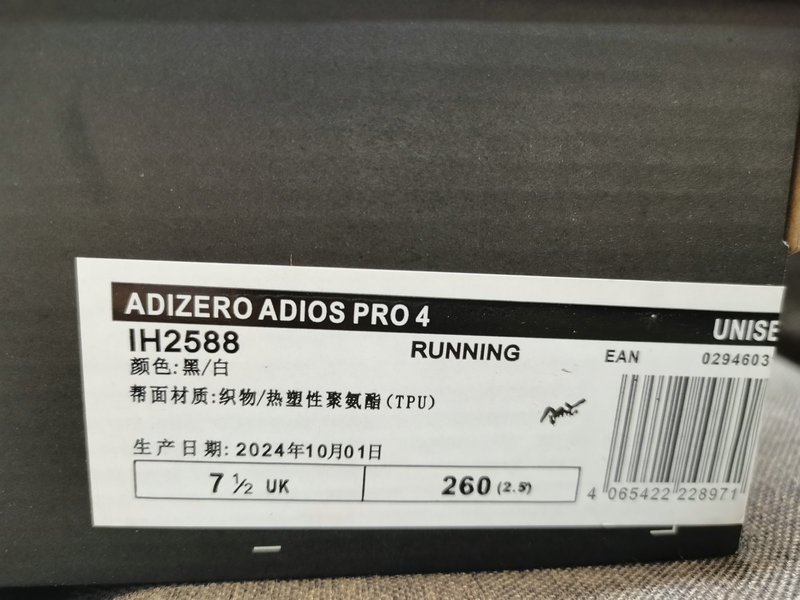 ADIZERO ADIOS PRO 4
UNISE
IH2588
RUNNING
EAN
0294603
颜色:黑/白
帮面材质:织物/热塑性聚氨酯(TPU)
生产日期:2024年10月01日
7 ½ UK
260 (2.5)
4 065422 228971